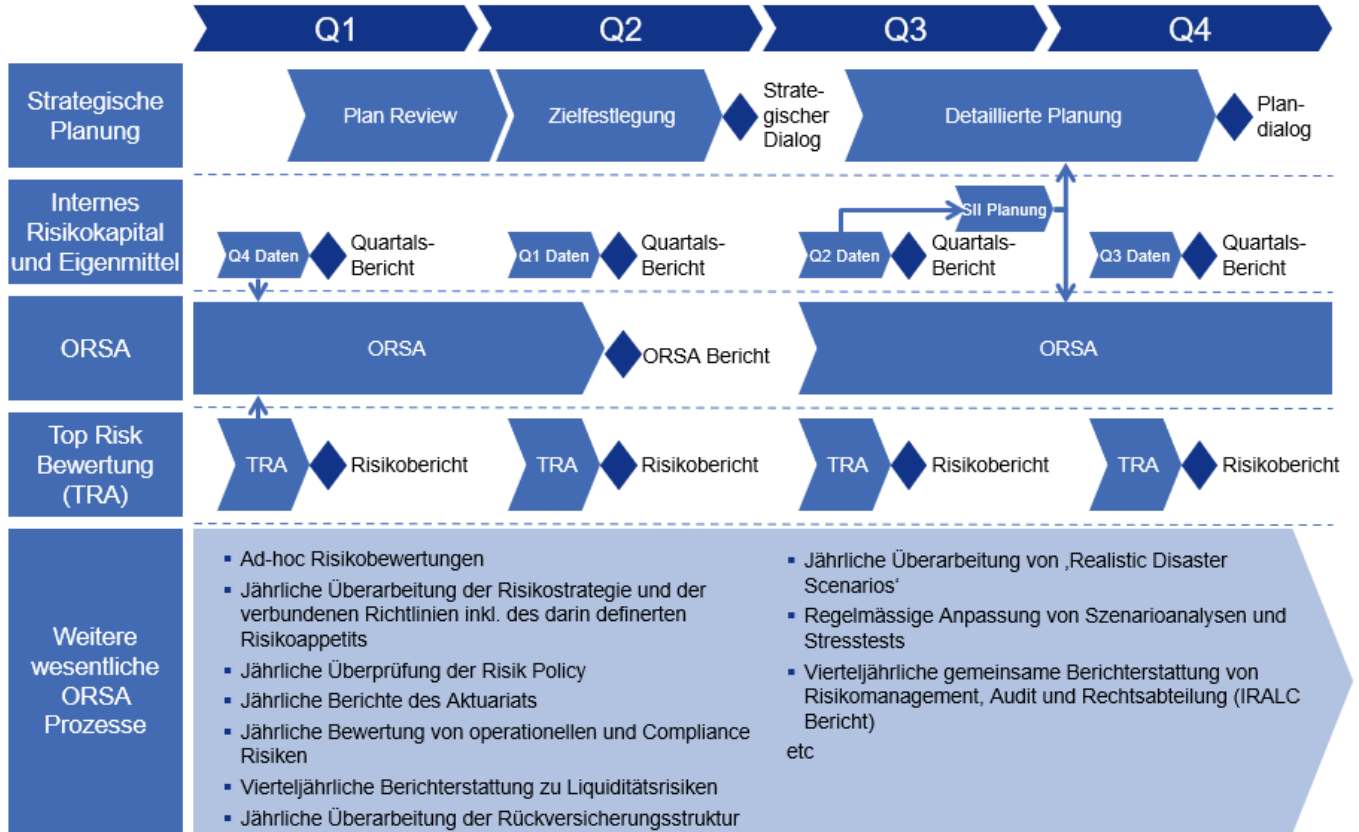 Q1
Q2
Q3
Q4
Strategische
Planung
Plan Review
Zielfestlegung
Strate-
gischer
Dialog
Detaillierte Planung
Plan-
dialog
Internes
Risikokapital
und Eigenmittel
Q4 Daten
Quartals-
Bericht
Q1 Daten
Quartals-
Bericht
Q2 Daten
SII Planung
Quartals-
Bericht
Q3 Daten
Quartals-
Bericht
ORSA
ORSA
ORSA Bericht
ORSA
Top Risk
Bewertung
(TRA)
TRA
Risikobericht
TRA
Risikobericht
TRA
Risikobericht
TRA
Risikobericht
Weitere
wesentliche
ORSA
Prozesse
▪ Ad-hoc Risikobewertungen
▪ Jährliche Überarbeitung der Risikostrategie und der
verbundenen Richtlinien inkl. des darin definerten
Risikoappetits
▪ Jährliche Überprüfung der Risik Policy
▪ Jährliche Berichte des Aktuariats
▪ Jährliche Bewertung von operationellen und Compliance
Risiken
▪ Vierteljährliche Berichterstattung zu Liquiditätsrisiken
▪ Jährliche Überarbeitung der Rückversicherungsstruktur
▪ Jährliche Überarbeitung von ‚Realistic Disaster
Scenarios‘
▪ Regelmässige Anpassung von Szenarioanalysen und
Stresstests
▪ Vierteljährliche gemeinsame Berichterstattung von
Risikomanagement, Audit und Rechtsabteilung (IRALC
Bericht)
etc